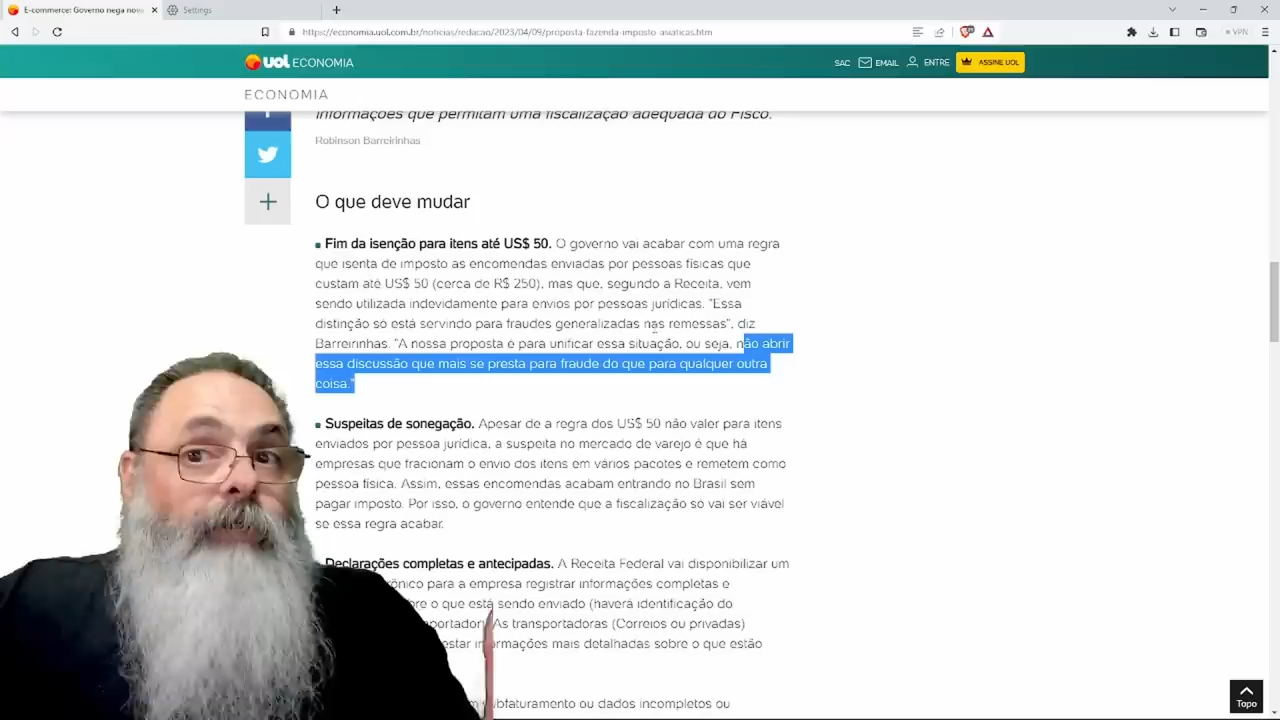 E-commerce: Governo nega nova
Settings
https://economia.uol.com.br/noticias/redacao/2023/04/09/proposta-fazenda-imposto-asiaticas.htm
VPN
uol ECONOMIA
SAC
EMAIL
ENTRE
ASSINE UOL
ECONOMIA
informações que permitam uma fiscalização adequada do Fisco.
Robinson Barreirinhas
O que deve mudar
Fim da isenção para itens até US$ 50. O governo vai acabar com uma regra
que isenta de imposto as encomendas enviadas por pessoas físicas que
custam até US$ 50 (cerca de R$ 250), mas que, segundo a Receita, vem
sendo utilizada indevidamente para envios por pessoas jurídicas. "Essa
distinção só está servindo para fraudes generalizadas nas remessas", diz
Barreirinhas. "A nossa proposta é para unificar essa situação, ou seja, não abrir
essa discussão que mais se presta para fraude do que para qualquer outra
coisa."
Suspeitas de sonegação. Apesar de a regra dos US$ 50 não valer para itens
enviados por pessoa jurídica, a suspeita no mercado de varejo é que há
empresas que fracionam o envio dos itens em vários pacotes e remetem como
pessoa física. Assim, essas encomendas acabam entrando no Brasil sem
pagar imposto. Por isso, o governo entende que a fiscalização só vai ser viável
se essa regra acabar.
Declarações completas e antecipadas. A Receita Federal vai disponibilizar um
para a empresa registrar informações completas e
o que está sendo enviado (haverá identificação do
As transportadoras (Correios ou privadas)
informações mais detalhadas sobre o que estão
subfaturamento ou dados incompletos ou
Topo